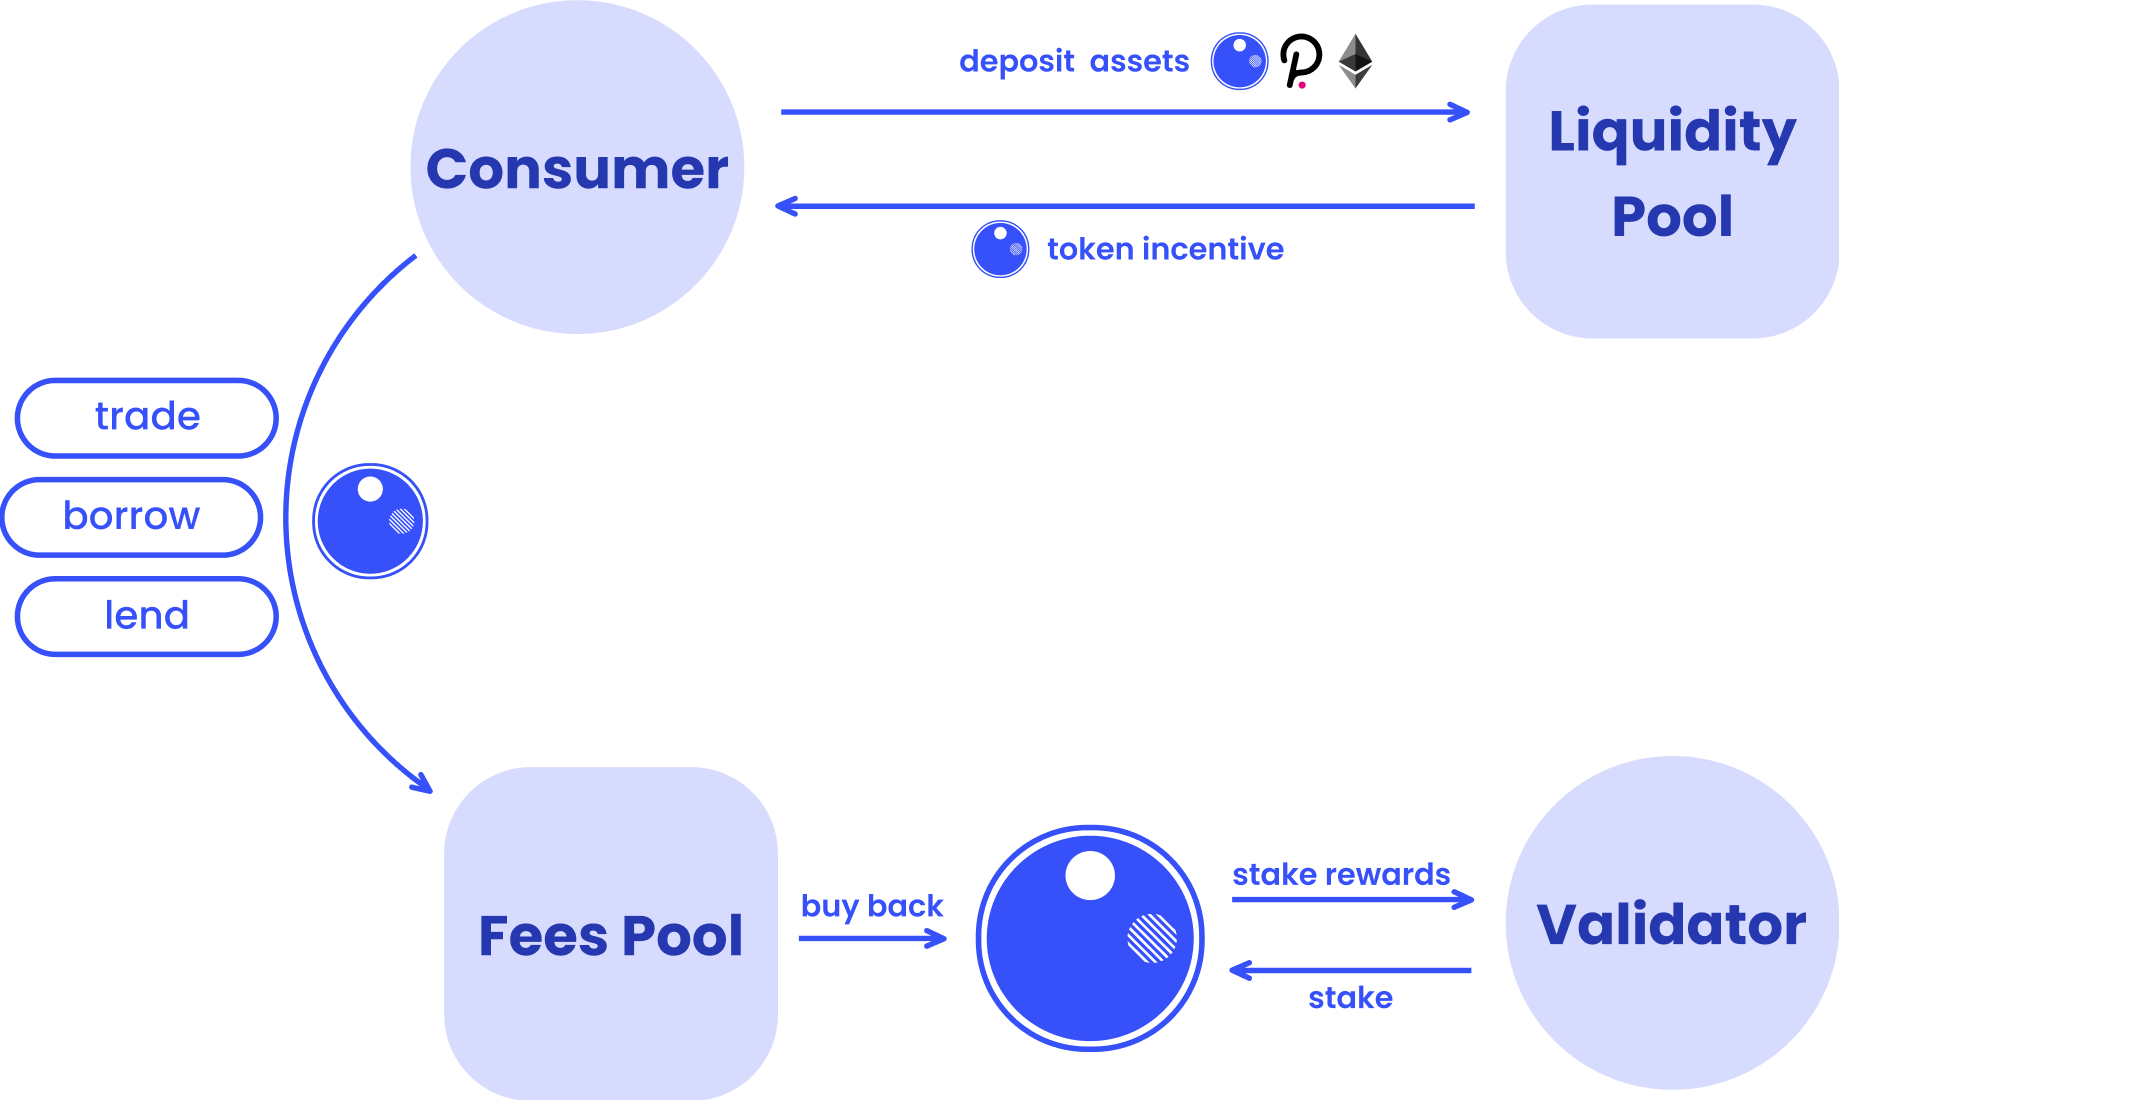 deposit assets
Consumer
Liquidity
Pool
token incentive
trade
borrow
lend
stake rewards
buy back
Fees Pool
Validator
stake